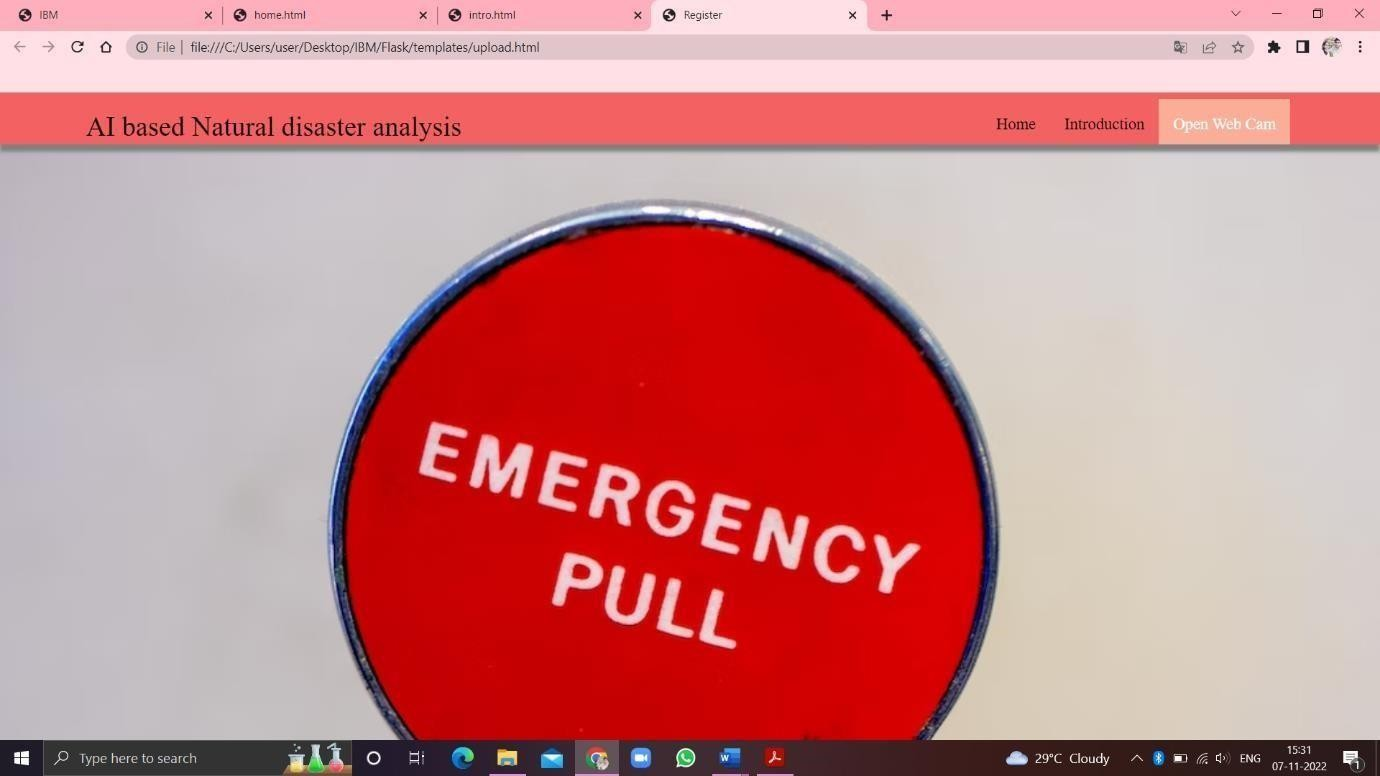 IBM
home.html
intro.html
Register
File
file:///C:/Users/user/Desktop/IBM/Flask/templates/upload.html
AI based Natural disaster analysis
Home
Introduction
Open Web Cam
EMERGENCY
PULL
Type here to search
29°C Cloudy
ENG
15:31
07-11-2022
1